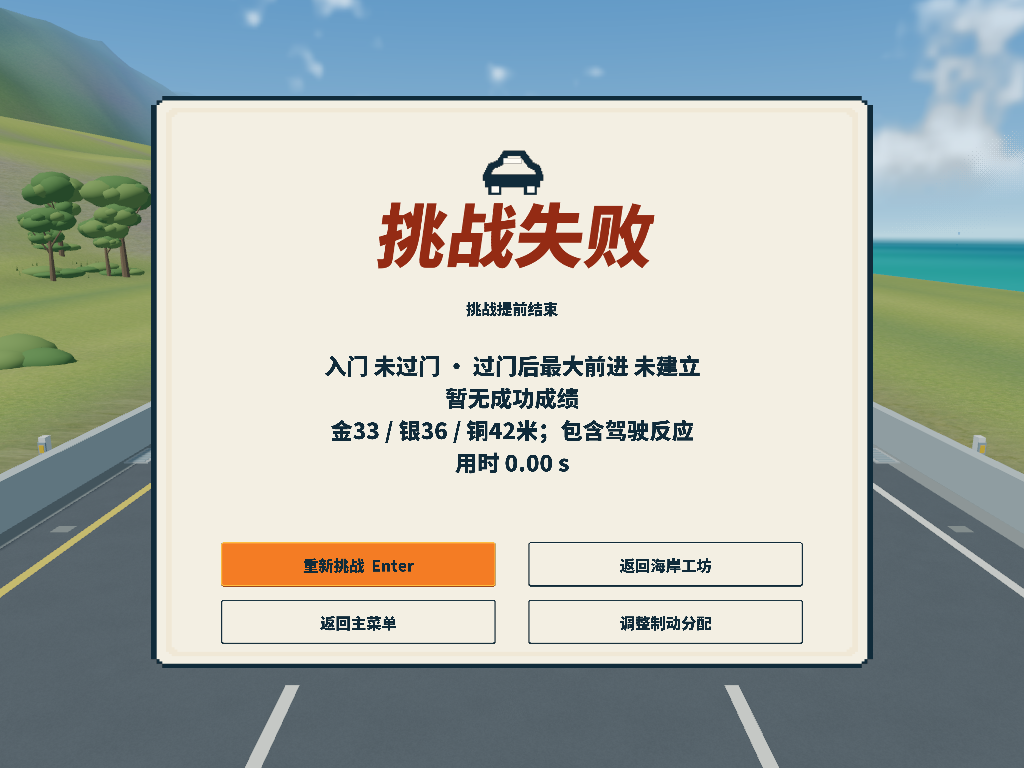 挑战失败
挑战提前结束
入门 未过门 · 过门后最大前进 未建立
暂无成功成绩
金33 / 银36 / 铜42米；包含驾驶反应
用时 0.00 s
重新挑战 Enter
返回海岸工坊
返回主菜单
调整制动分配